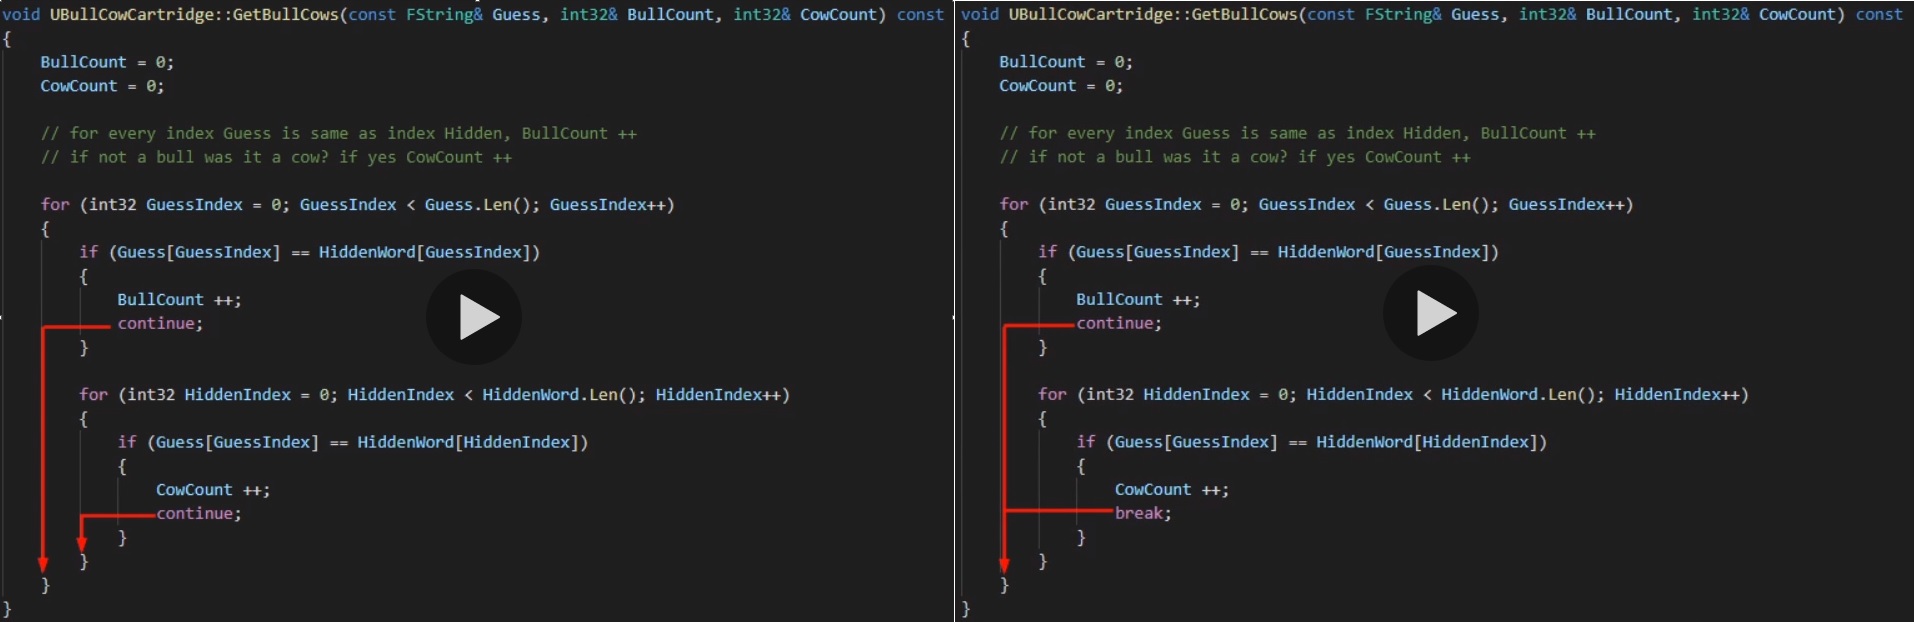 void UBullCowCartridge::GetBullCows(const FString& Guess, int32& BullCount, int32& CowCount) const
{
    BullCount = 0;
    CowCount = 0;
    // for every index Guess is same as index Hidden, BullCount ++
    // if not a bull was it a cow? if yes CowCount ++
    for (int32 GuessIndex = 0; GuessIndex < Guess.Len(); GuessIndex++)
    {
        if (Guess[GuessIndex] == HiddenWord[GuessIndex])
        {
            BullCount ++;
            continue;
        }
        for (int32 HiddenIndex = 0; HiddenIndex < HiddenWord.Len(); HiddenIndex++)
        {
            if (Guess[GuessIndex] == HiddenWord[HiddenIndex])
            {
                CowCount ++;
                continue;
            }
        }
    }
}
void UBullCowCartridge::GetBullCows(const FString& Guess, int32& BullCount, int32& CowCount) const
{
    BullCount = 0;
    CowCount = 0;
    // for every index Guess is same as index Hidden, BullCount ++
    // if not a bull was it a cow? if yes CowCount ++
    for (int32 GuessIndex = 0; GuessIndex < Guess.Len(); GuessIndex++)
    {
        if (Guess[GuessIndex] == HiddenWord[GuessIndex])
        {
            BullCount ++;
            continue;
        }
        for (int32 HiddenIndex = 0; HiddenIndex < HiddenWord.Len(); HiddenIndex++)
        {
            if (Guess[GuessIndex] == HiddenWord[HiddenIndex])
            {
                CowCount ++;
                break;
            }
        }
    }
}